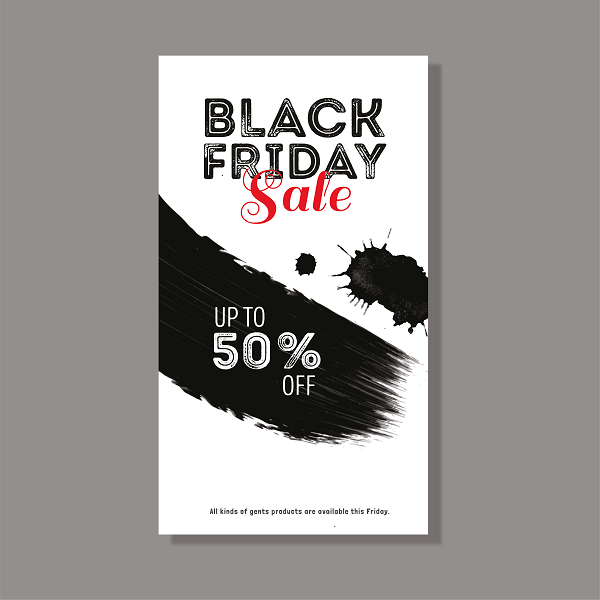 BLACK
FRIDAY
Sale
UP TO
50%
OFF
All kinds of gents products are available this Friday.